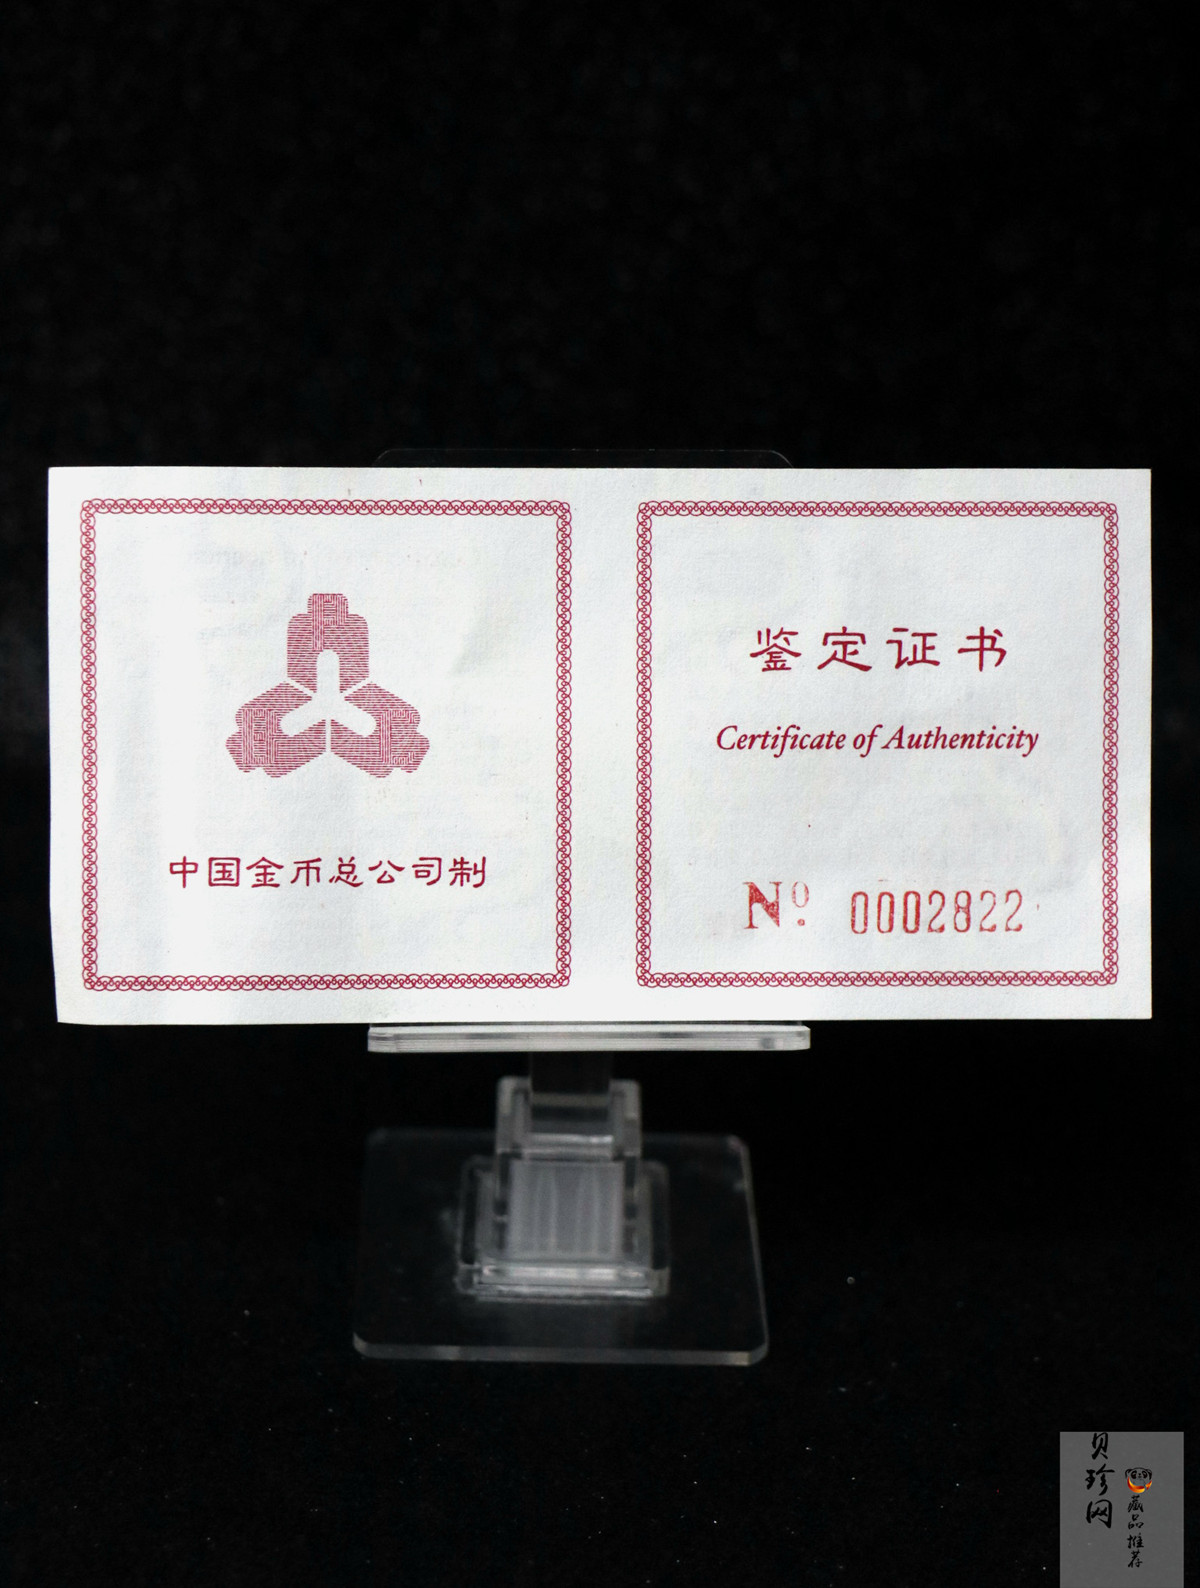 中国金币总公司制
鉴定证书
Certificate of Authenticity
Nº. 0002822
贝珍网
藏品推荐